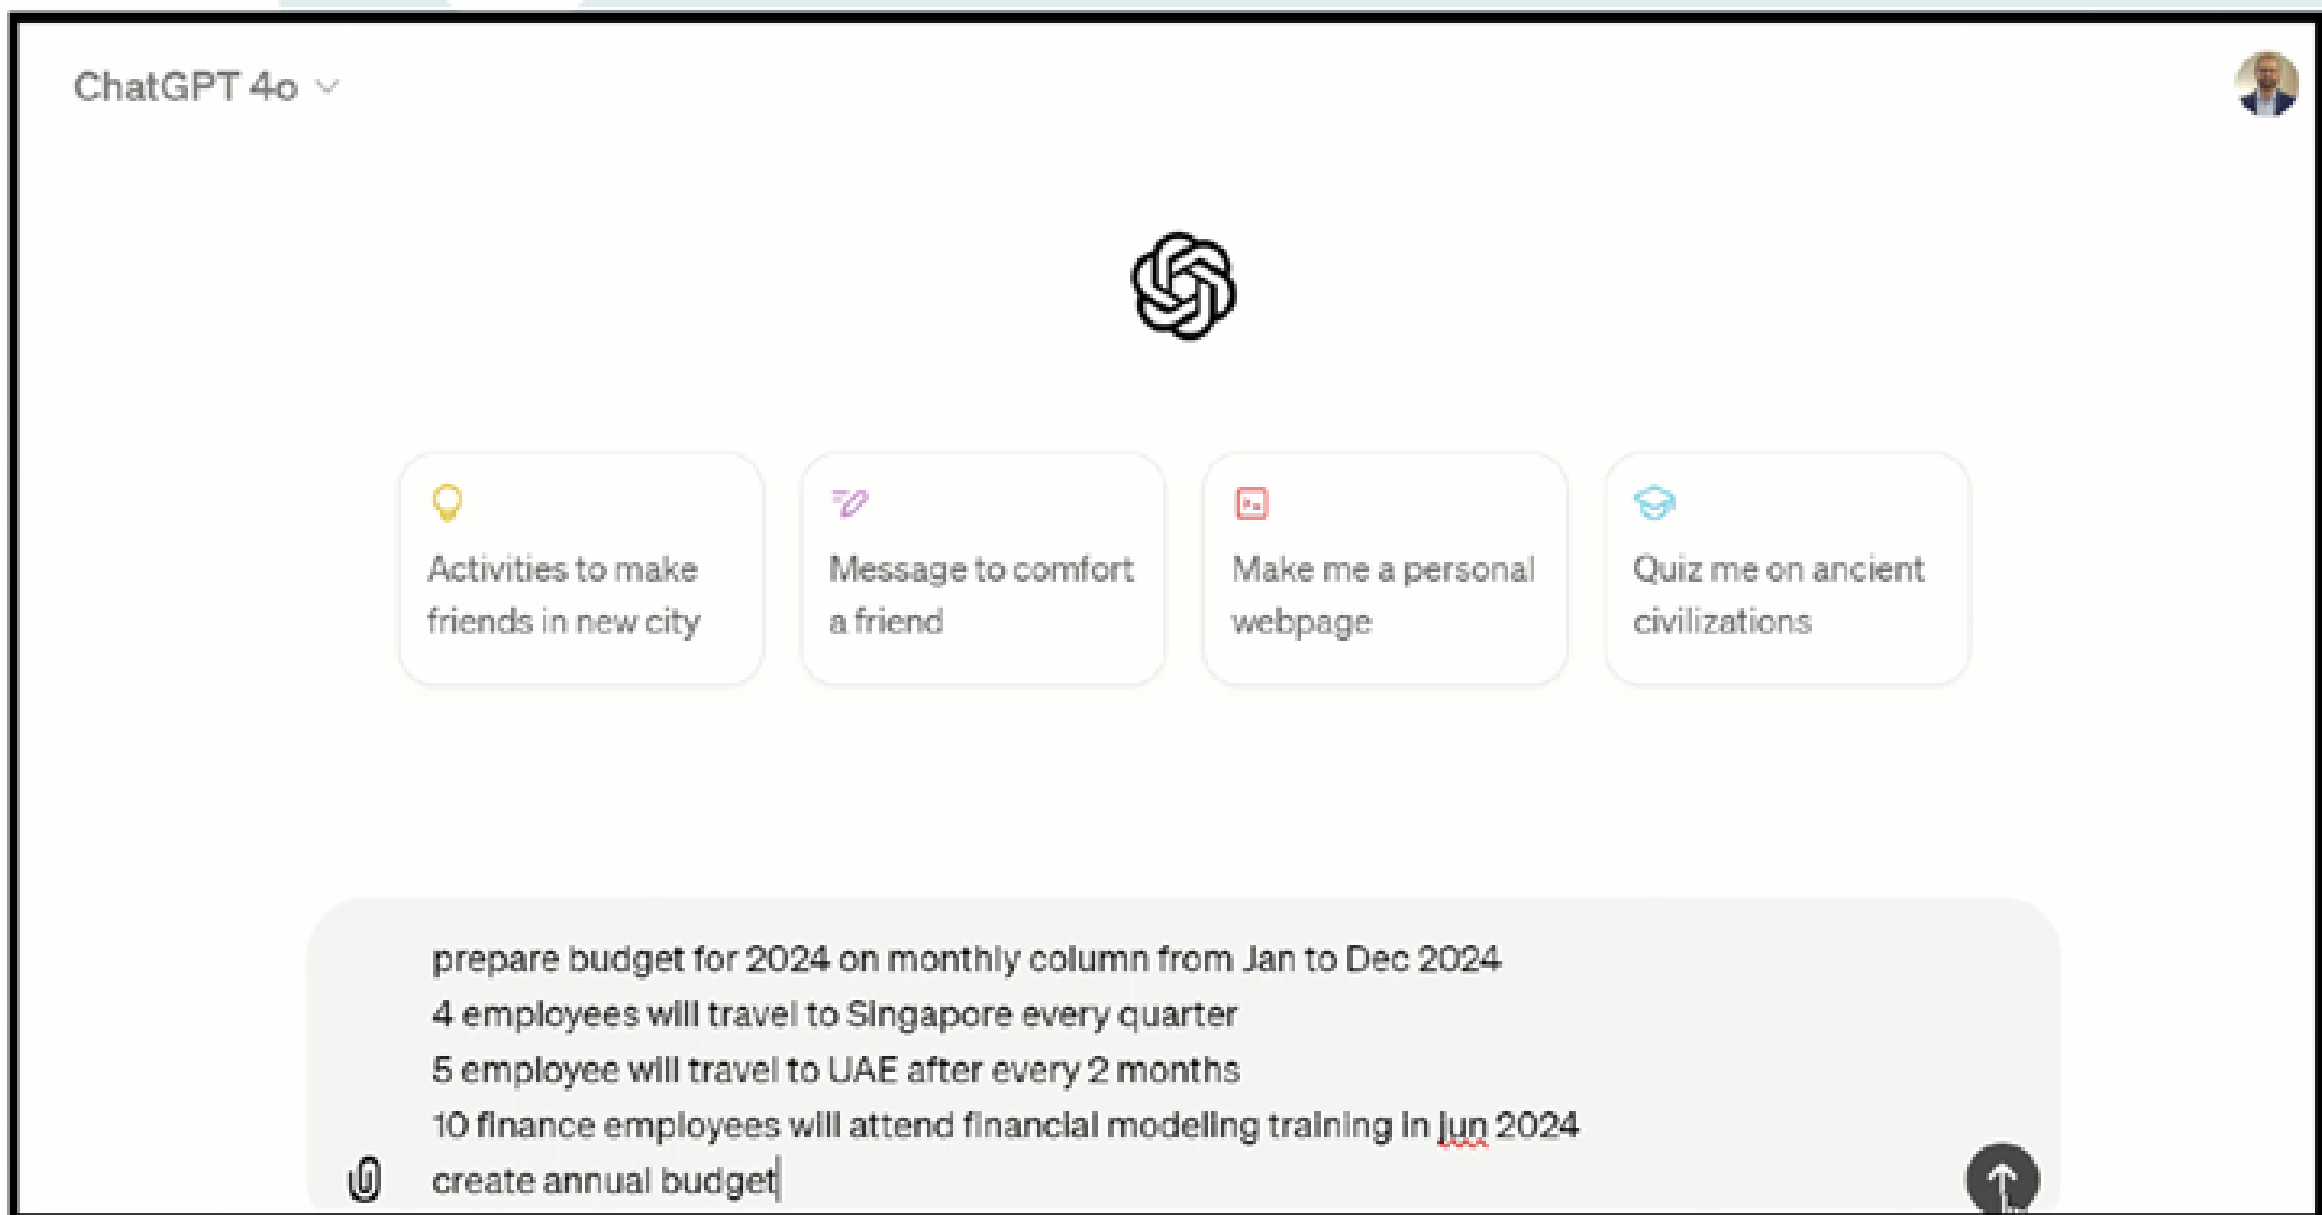 ChatGPT 4o
Activities to make
friends in new city
Message to comfort
a friend
Make me a personal
webpage
Quiz me on ancient
civilizations
prepare budget for 2024 on monthly column from Jan to Dec 2024
4 employees will travel to Singapore every quarter
5 employee will travel to UAE after every 2 months
10 finance employees will attend financial modeling training in jun 2024
create annual budget